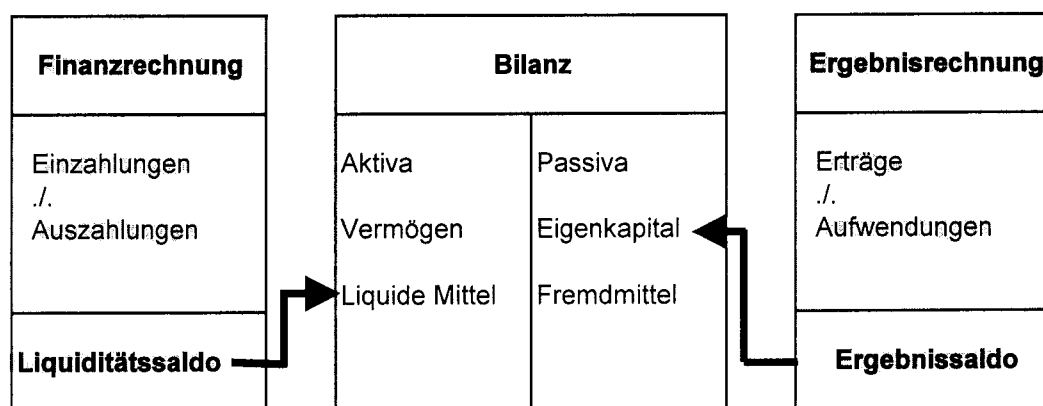 Finanzrechnung
Einzahlungen
./.
Auszahlungen
Liquiditätssaldo
Bilanz
Aktiva
Vermögen
Liquide Mittel
Passiva
Eigenkapital
Fremdmittel
Ergebnisrechnung
Erträge
./.
Aufwendungen
Ergebnissaldo